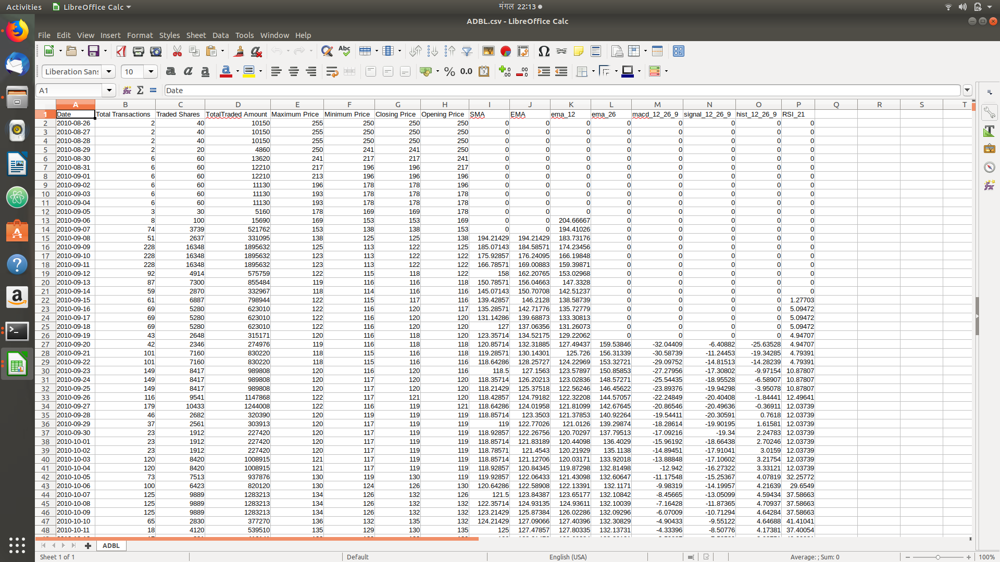 Activities LibreOffice Calc मंगल 22:13
ADBL.csv - LibreOffice Calc
File Edit View Insert Format Styles Sheet Data Tools Window Help
Liberation Sans 10
A1 Date
A B C D E F G H I J K L M N O P Q R S T
1 Date Total Transactions Traded Shares TotalTraded Amount Maximum Price Minimum Price Closing Price Opening Price SMA EMA ema_12 ema_26 macd_12_26_9 signal_12_26_9 hist_12_26_9 RSI_21
2 2010-08-26 2 40 10150 255 250 250 250 0 0 0 0 0 0 0 0
3 2010-08-27 2 40 10150 255 250 250 250 0 0 0 0 0 0 0 0
4 2010-08-28 2 40 10150 255 250 250 250 0 0 0 0 0 0 0 0
5 2010-08-29 2 20 4860 250 241 241 250 0 0 0 0 0 0 0 0
6 2010-08-30 6 60 13620 241 217 217 241 0 0 0 0 0 0 0 0
7 2010-08-31 6 60 12210 217 196 196 217 0 0 0 0 0 0 0 0
8 2010-09-01 6 60 12210 213 196 196 196 0 0 0 0 0 0 0 0
9 2010-09-02 6 60 11130 196 178 178 196 0 0 0 0 0 0 0 0
10 2010-09-03 6 60 11130 193 178 178 178 0 0 0 0 0 0 0 0
11 2010-09-04 6 60 11130 193 178 178 178 0 0 0 0 0 0 0 0
12 2010-09-05 3 30 5160 178 169 169 178 0 0 0 0 0 0 0 0
13 2010-09-06 8 100 15690 169 153 153 169 0 0 204.66667 0 0 0 0 0
14 2010-09-07 74 3739 521762 153 138 138 153 0 0 194.41026 0 0 0 0 0
15 2010-09-08 51 2637 331095 138 125 125 138 194.21429 194.21429 183.73176 0 0 0 0 0
16 2010-09-09 228 16348 1895632 125 113 122 125 185.07143 184.58571 174.23456 0 0 0 0 0
17 2010-09-10 228 16348 1895632 123 113 122 122 175.92857 176.24095 166.19848 0 0 0 0 0
18 2010-09-11 228 16348 1895632 123 113 122 122 166.78571 169.00883 159.39871 0 0 0 0 0
19 2010-09-12 92 4914 575759 122 115 118 122 158 162.20765 153.02968 0 0 0 0 0
20 2010-09-13 87 7300 855484 119 116 116 118 150.78571 156.04663 147.3328 0 0 0 0 0
21 2010-09-14 59 2870 332967 118 114 116 116 145.07143 150.70708 142.51237 0 0 0 0 0
22 2010-09-15 61 6887 798944 122 115 117 116 139.42857 146.2128 138.58739 0 0 0 0 1.27703
23 2010-09-16 69 5280 623010 122 116 120 117 135.28571 142.71776 135.72779 0 0 0 0 5.09472
24 2010-09-17 69 5280 623010 122 116 120 120 131.14286 139.68873 133.30813 0 0 0 0 5.09472
25 2010-09-18 69 5280 623010 122 116 120 120 127 137.06356 131.26073 0 0 0 0 5.09472
26 2010-09-19 43 2648 315171 120 116 118 120 123.35714 134.52175 129.22062 0 0 0 0 4.94707
27 2010-09-20 42 2346 274976 119 116 118 118 120.85714 132.31885 127.49437 159.53846 -32.04409 -6.40882 -25.63528 4.94707
28 2010-09-21 101 7160 830220 118 115 116 118 119.28571 130.14301 125.726 156.31339 -30.58739 -11.24453 -19.34285 4.79391
29 2010-09-22 101 7160 830220 118 115 116 116 118.64286 128.25727 124.22969 153.32721 -29.09752 -14.81513 -14.28239 4.79391
30 2010-09-23 149 8417 989808 120 116 120 116 118.5 127.1563 123.57897 150.85853 -27.27956 -17.30802 -9.97154 10.87807
31 2010-09-24 149 8417 989808 120 117 120 120 118.35714 126.20213 123.02836 148.57271 -25.54435 -18.95528 -6.58907 10.87807
32 2010-09-25 149 8417 989808 120 117 120 120 118.21429 125.37518 122.56246 146.45622 -23.89376 -19.94298 -3.95078 10.87807
33 2010-09-26 116 9541 1147868 122 117 121 120 118.42857 124.79182 122.32208 144.57057 -22.24849 -20.40408 -1.84441 12.49641
34 2010-09-27 179 10433 1244008 122 116 119 121 118.64286 124.01958 121.81099 142.67645 -20.86546 -20.49636 -0.36911 12.03739
35 2010-09-28 46 2682 320390 120 119 119 119 118.85714 123.3503 121.37853 140.92264 -19.54411 -20.30591 0.7618 12.03739
36 2010-09-29 37 2561 303913 120 117 119 119 119 122.77026 121.0126 139.29874 -18.28614 -19.90195 1.61581 12.03739
37 2010-09-30 23 1912 227420 120 117 119 119 118.92857 122.26756 120.70297 137.79513 -17.09216 -19.34 2.24783 12.03739
38 2010-10-01 23 1912 227420 120 117 119 119 118.85714 121.83189 120.44098 136.4029 -15.96192 -18.66438 2.70246 12.03739
39 2010-10-02 23 1912 227420 120 117 119 119 118.78571 121.4543 120.21929 135.1138 -14.89451 -17.91041 3.0159 12.03739
40 2010-10-03 120 8420 1008915 121 117 119 119 118.85714 121.12706 120.03171 133.92018 -13.88848 -17.10602 3.21754 12.03739
41 2010-10-04 120 8420 1008915 121 117 119 119 118.92857 120.84345 119.87298 132.81498 -12.942 -16.27322 3.33121 12.03739
42 2010-10-05 73 7513 937876 130 119 130 119 119.92857 122.06433 121.43098 132.60647 -11.17548 -15.25367 4.07819 32.25772
43 2010-10-06 100 6423 820120 130 124 126 130 120.64286 122.58908 122.13391 132.1171 -9.98319 -14.19957 4.21639 29.6549
44 2010-10-07 125 9889 1283213 134 126 132 126 121.5 123.84387 123.65177 132.10842 -8.45665 -13.05099 4.59434 37.58663
45 2010-10-08 125 9889 1283213 134 126 132 132 122.35714 124.93135 124.93611 132.10039 -7.16428 -11.87365 4.70937 37.58663
46 2010-10-09 125 9889 1283213 134 126 132 132 123.21429 125.87384 126.02286 132.09296 -6.07009 -10.71294 4.64284 37.58663
47 2010-10-10 65 2830 377270 136 132 135 132 124.21429 127.09066 127.40396 132.30829 -4.90433 -9.55122 4.64688 41.41041
48 2010-10-11 18 4120 539510 135 129 130 135 125 127.47857 127.80335 132.13731 -4.33396 -8.50776 4.17381 37.40054
ADBL
Sheet 1 of 1 Default English (USA) Average: ; Sum: 0 100%